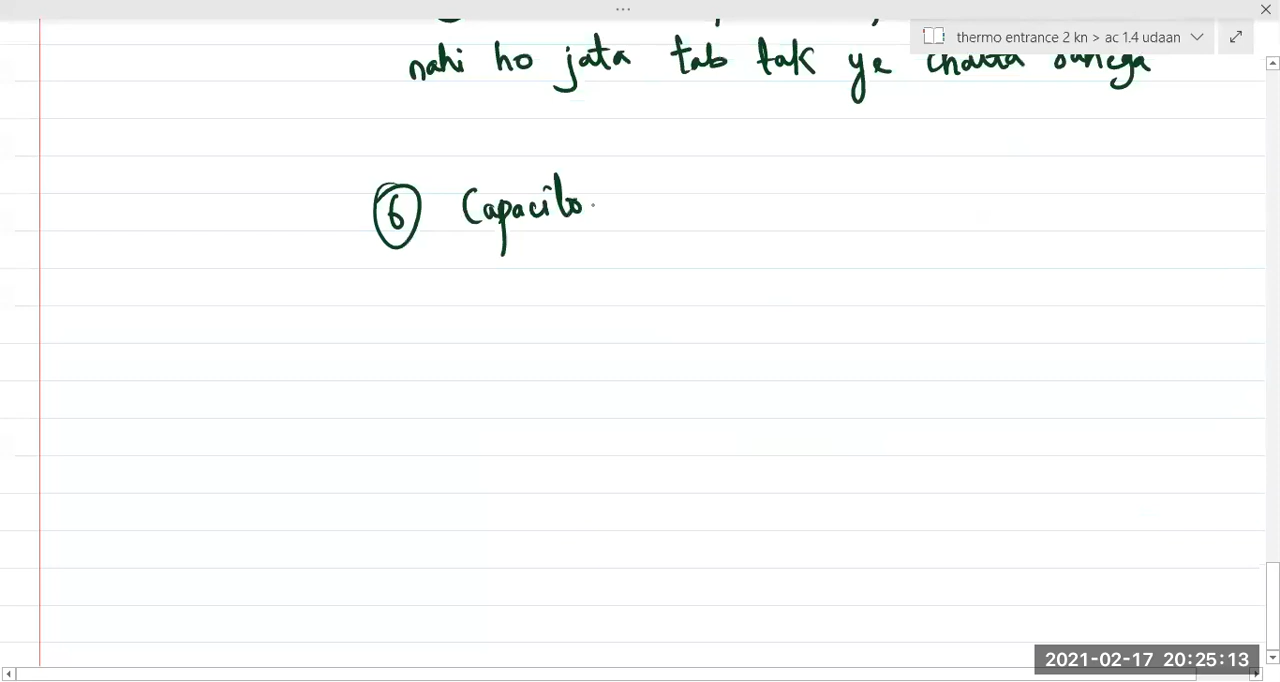 thermo entrance 2 kn > ac 1.4 udaan
nahi ho jata tab tak ye chalta
6 Capacito
2021-02-17 20:25:13